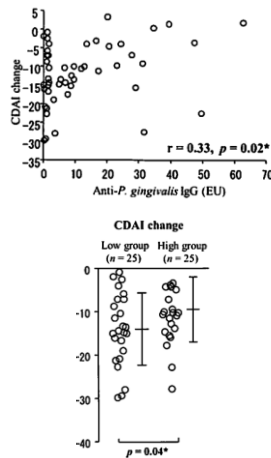 5
0
-5
-10
-15
-20
-25
-30
-35
CDAI change
r = 0.33, p = 0.02*
0 10 20 30 40 50 60 70
Anti-P. gingivalis IgG (EU)
CDAI change
Low group High group
(n = 25) (n = 25)
0
-10
-20
-30
-40
p = 0.04*